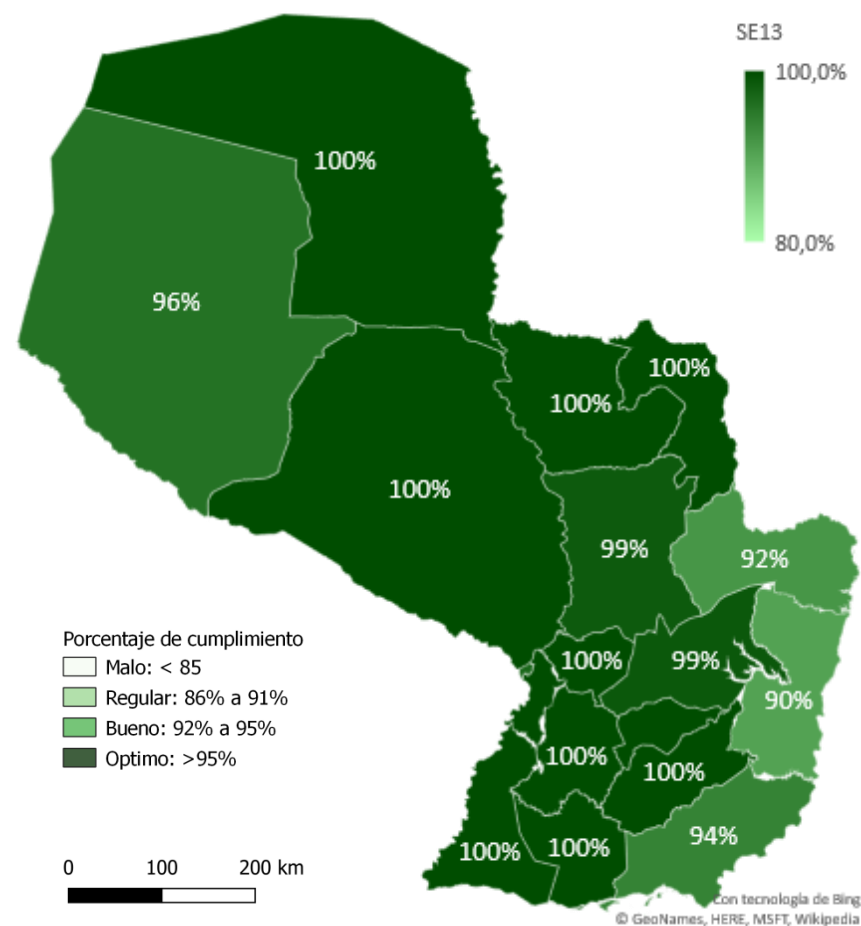 SE13
100,0%
80,0%
100%
96%
100%
100%
100%
99%
92%
100%
99%
90%
100%
100%
94%
100%
100%
Porcentaje de cumplimiento
Malo: < 85
Regular: 86% a 91%
Bueno: 92% a 95%
Optimo: >95%
0 100 200 km
Con tecnología de Bing
© GeoNames, HERE, MSFT, Wikipedia